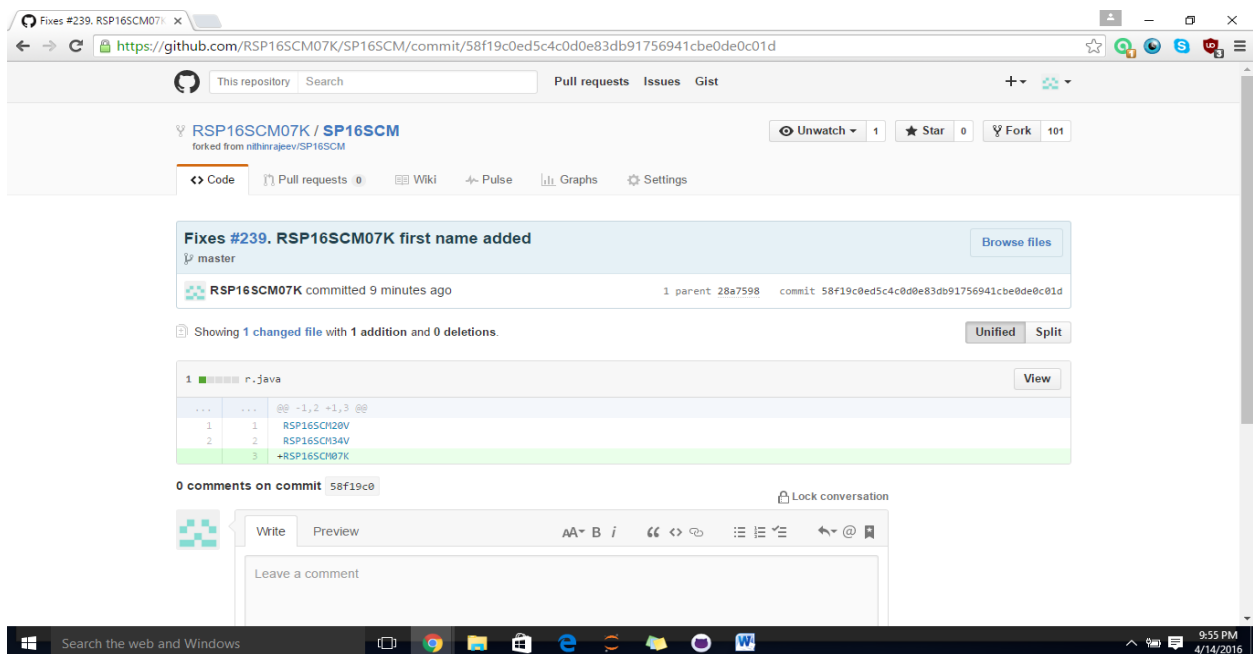 Fixes #239. RSP16SCM07K
https://github.com/RSP16SCM07K/SP16SCM/commit/58f19c0ed5c4c0d0e83db91756941cbe0de0c01d
This repository Search Pull requests Issues Gist
RSP16SCM07K / SP16SCM Unwatch 1 Star 0 Fork 101
forked from nithinrajeev/SP16SCM
Code Pull requests 0 Wiki Pulse Graphs Settings
Fixes #239. RSP16SCM07K first name added Browse files
master
RSP16SCM07K committed 9 minutes ago 1 parent 28a7598 commit 58f19c0ed5c4c0d0e83db91756941cbe0de0c01d
Showing 1 changed file with 1 addition and 0 deletions. Unified Split
1 r.java View
... ... @@ -1,2 +1,3 @@
1 1 RSP16SCM20V
2 2 RSP16SCM34V
3 +RSP16SCM07K
0 comments on commit 58f19c0 Lock conversation
Write Preview AA B i @
Leave a comment
Search the web and Windows 9:55 PM
4/14/2016